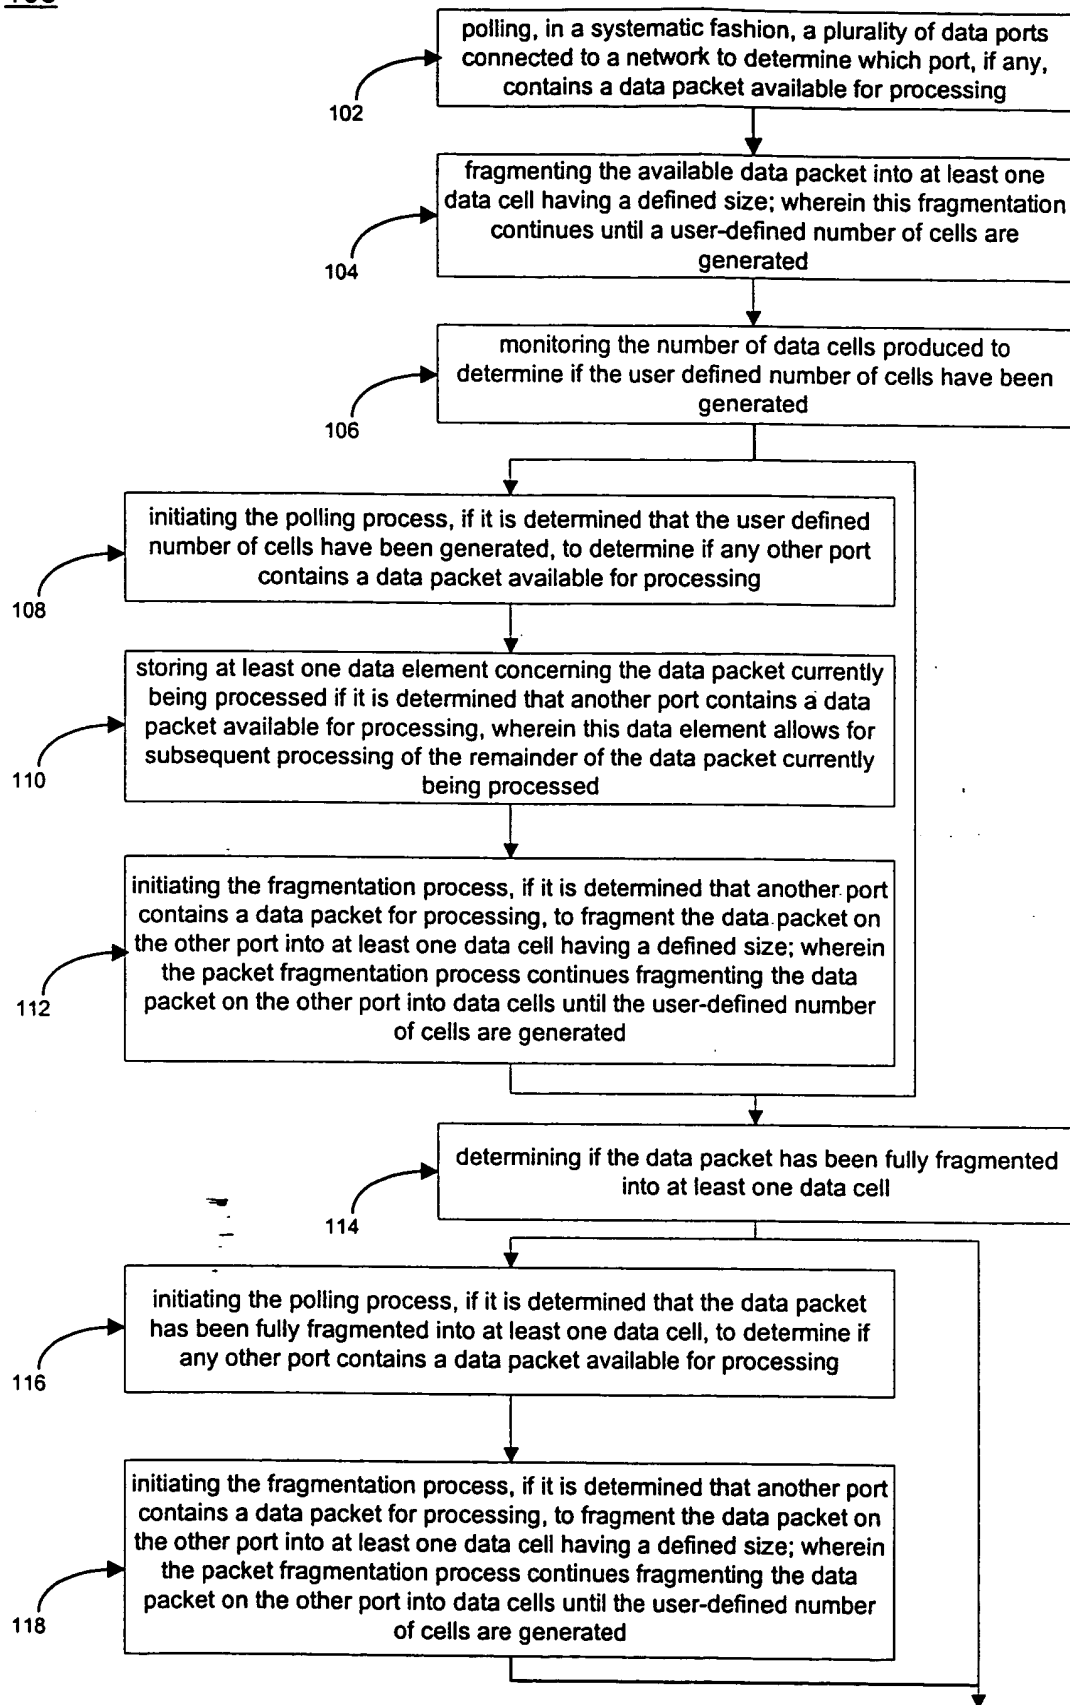 polling, in a systematic fashion, a plurality of data ports
connected to a network to determine which port, if any,
contains a data packet available for processing
102
fragmenting the available data packet into at least one
data cell having a defined size; wherein this fragmentation
continues until a user-defined number of cells are
generated
104
monitoring the number of data cells produced to
determine if the user defined number of cells have been
generated
106
initiating the polling process, if it is determined that the user defined
number of cells have been generated, to determine if any other port
contains a data packet available for processing
108
storing at least one data element concerning the data packet currently
being processed if it is determined that another port contains a data
packet available for processing, wherein this data element allows for
subsequent processing of the remainder of the data packet currently
being processed
110
initiating the fragmentation process, if it is determined that another port
contains a data packet for processing, to fragment the data packet on
the other port into at least one data cell having a defined size; wherein
the packet fragmentation process continues fragmenting the data
packet on the other port into data cells until the user-defined number
of cells are generated
112
determining if the data packet has been fully fragmented
into at least one data cell
114
initiating the polling process, if it is determined that the data packet
has been fully fragmented into at least one data cell, to determine if
any other port contains a data packet available for processing
116
initiating the fragmentation process, if it is determined that another port
contains a data packet for processing, to fragment the data packet on
the other port into at least one data cell having a defined size; wherein
the packet fragmentation process continues fragmenting the data
packet on the other port into data cells until the user-defined number
of cells are generated
118